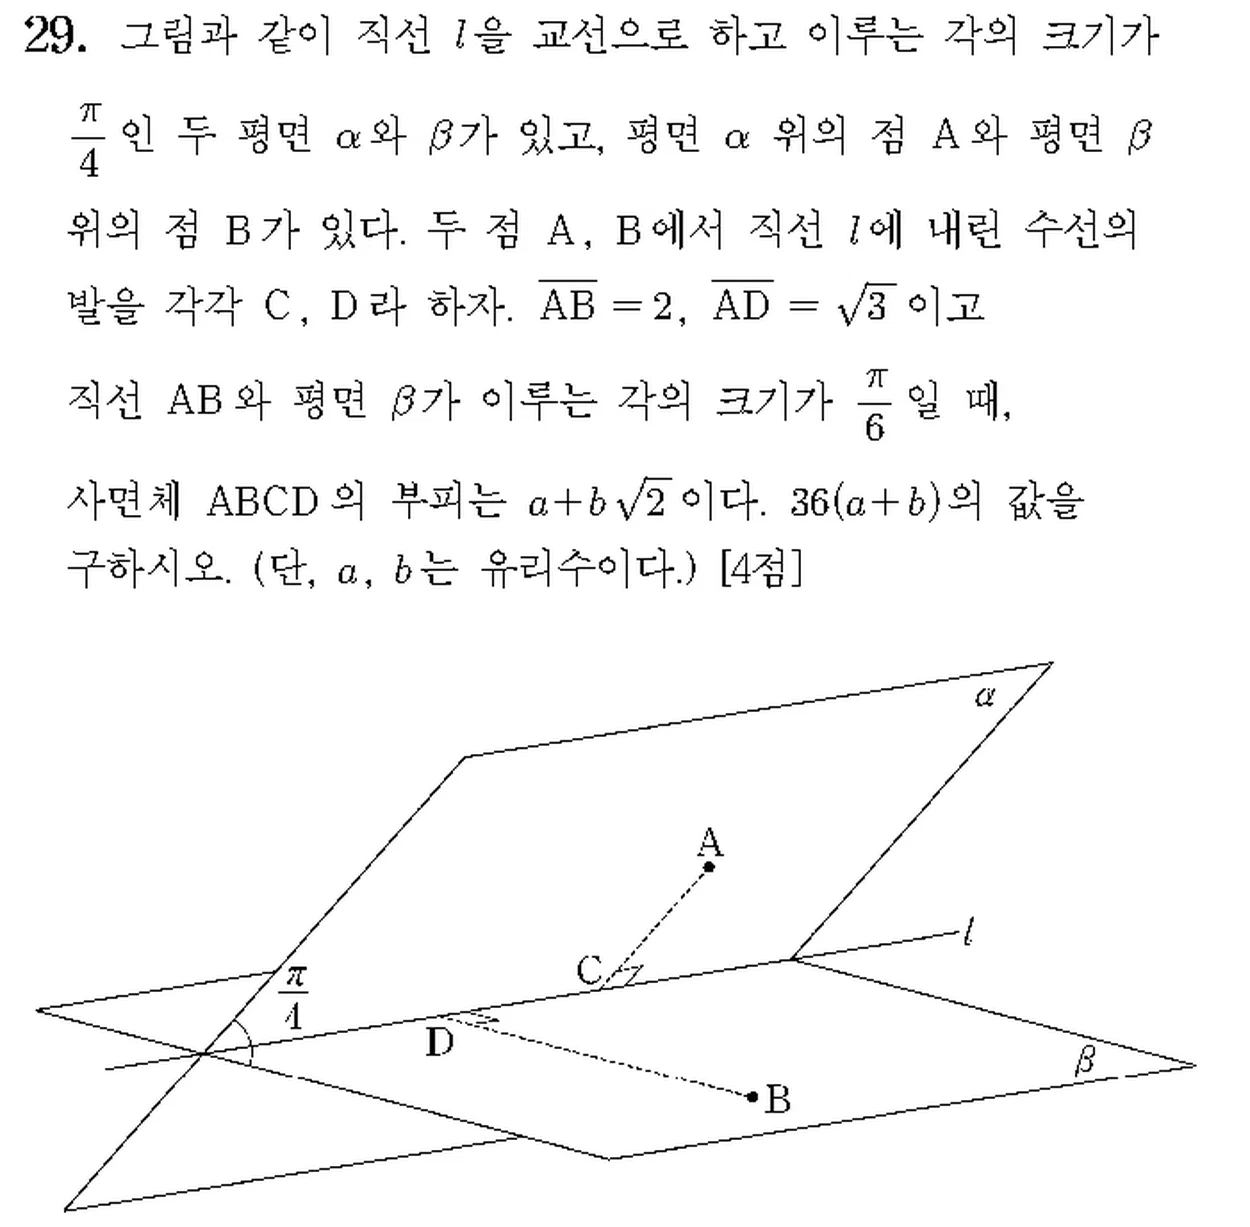 29. 그림과 같이 직선 l을 교선으로 하고 이루는 각의 크기가
π/4인 두 평면 α와 β가 있고, 평면 α 위의 점 A와 평면 β
위의 점 B가 있다. 두 점 A, B에서 직선 l에 내린 수선의
발을 각각 C, D라 하자. AB = 2, AD = √3 이고
직선 AB와 평면 β가 이루는 각의 크기가 π/6일 때,
사면체 ABCD의 부피는 a+b√2이다. 36(a+b)의 값을
구하시오. (단, a, b는 유리수이다.) [4점]
α
A
l
C
π/4
D
β
B